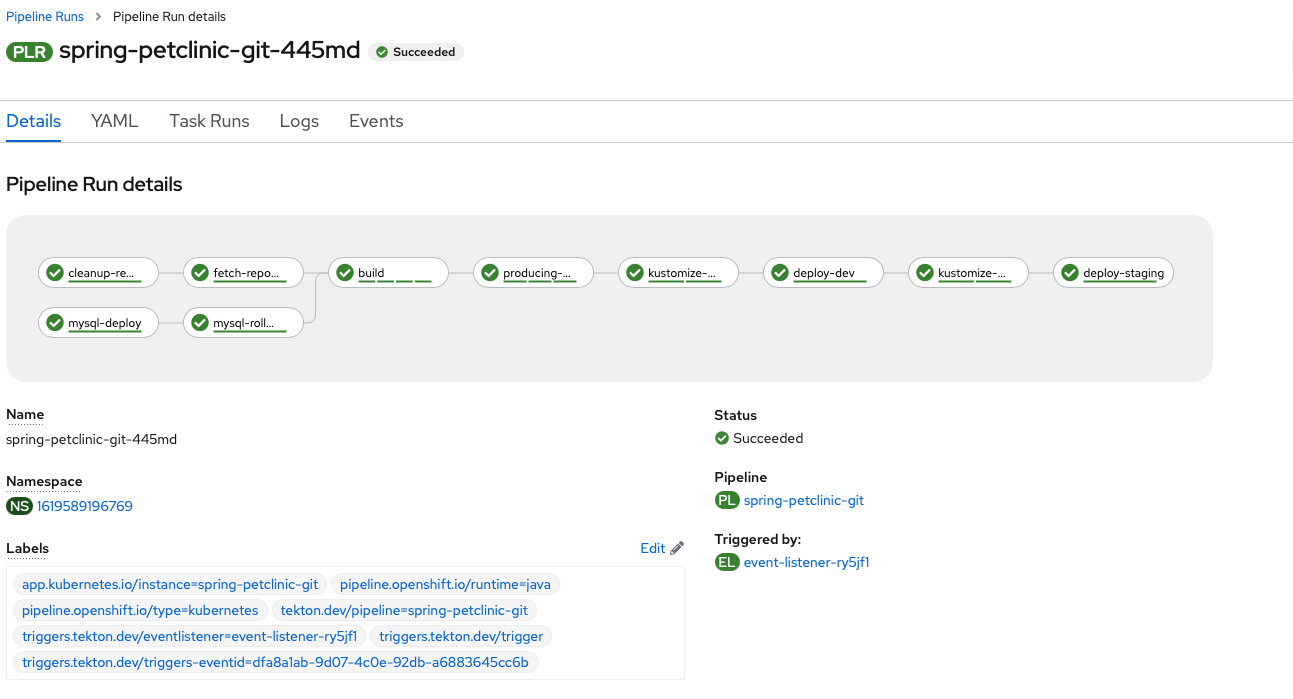 Pipeline Runs > Pipeline Run details
PLR spring-petclinic-git-445md Succeeded
Details YAML Task Runs Logs Events
Pipeline Run details
cleanup-re... fetch-repo... build producing-... kustomize-... deploy-dev kustomize-... deploy-staging
mysql-deploy mysql-roll...
Name
spring-petclinic-git-445md
Namespace
NS 1619589196769
Labels
Edit
app.kubernetes.io/instance=spring-petclinic-git pipeline.openshift.io/runtime=java
pipeline.openshift.io/type=kubernetes tekton.dev/pipeline=spring-petclinic-git
triggers.tekton.dev/eventlistener=event-listener-ry5jf1 triggers.tekton.dev/trigger
triggers.tekton.dev/triggers-eventid=dfa8a1ab-9d07-4c0e-92db-a6883645cc6b
Status
Succeeded
Pipeline
PL spring-petclinic-git
Triggered by:
EL event-listener-ry5jf1